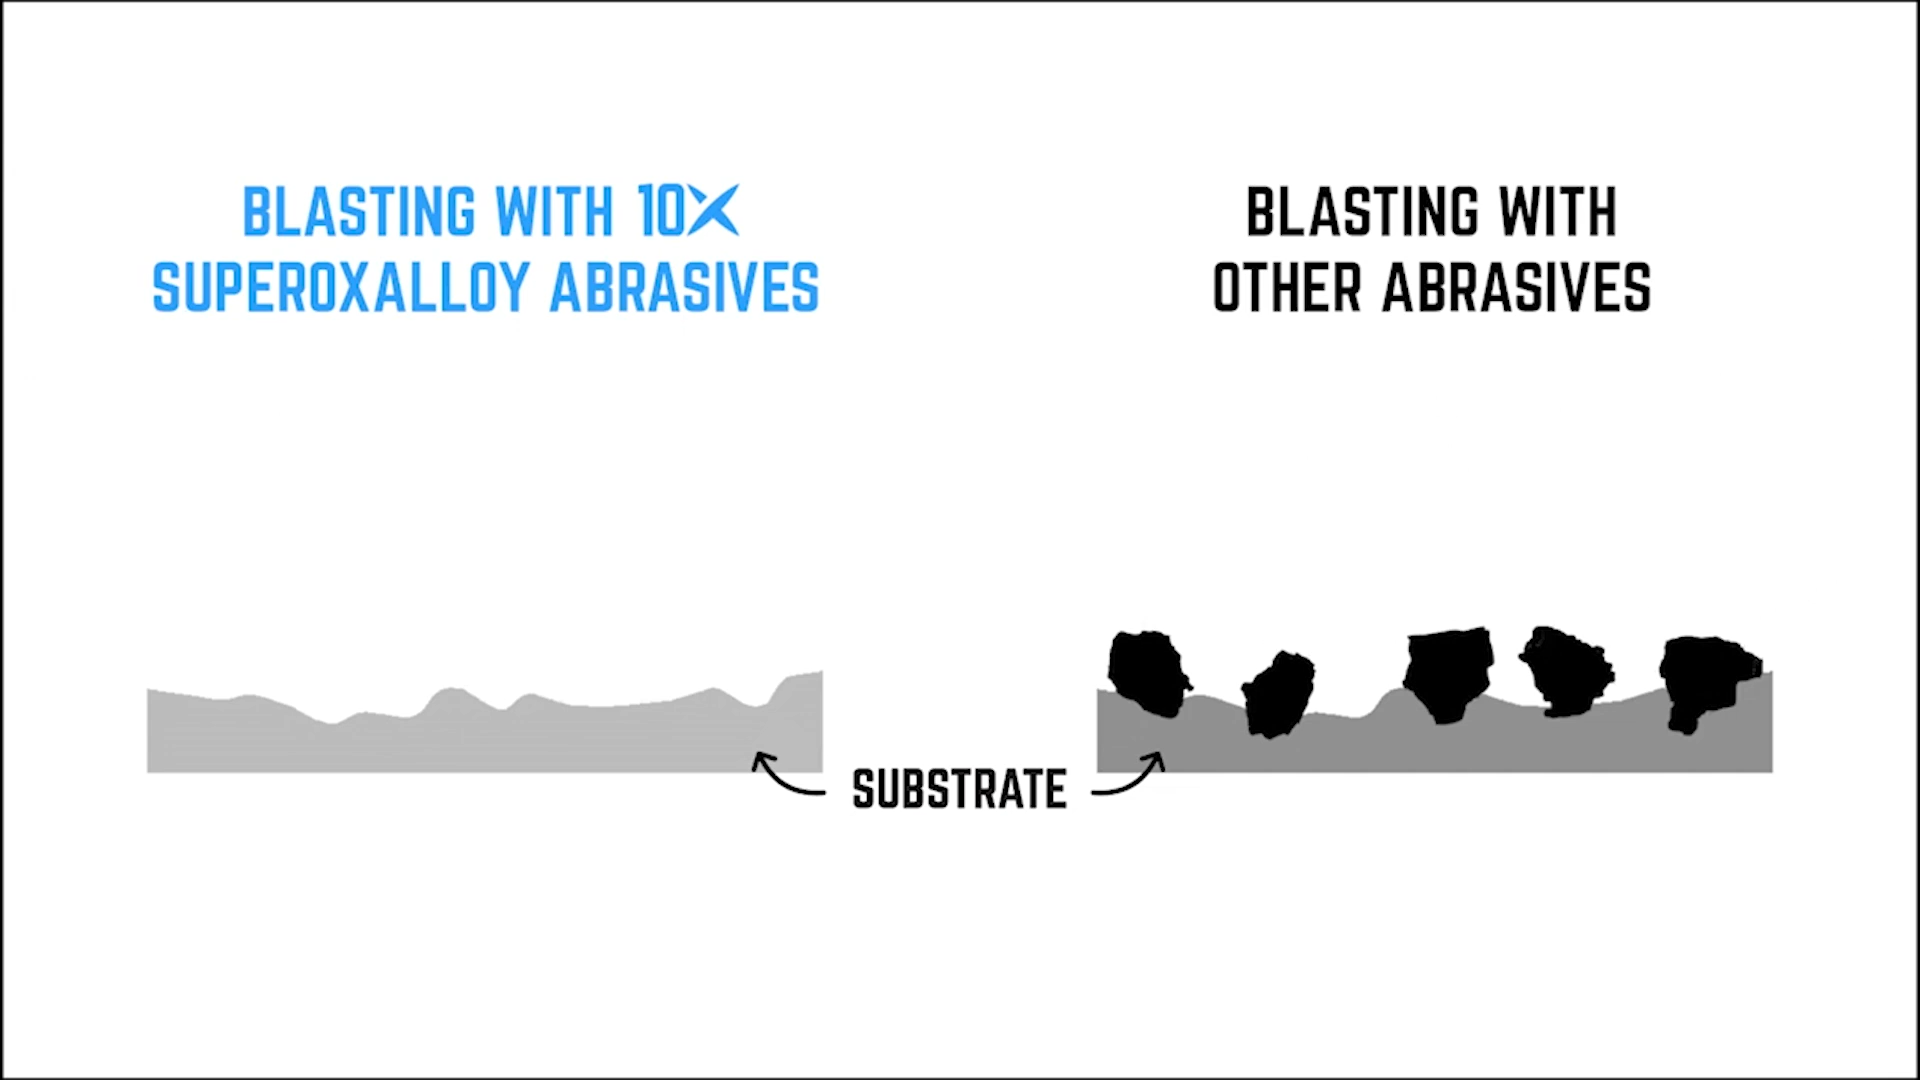 BLASTING WITH 10X
SUPEROXALLOY ABRASIVES
BLASTING WITH
OTHER ABRASIVES
SUBSTRATE